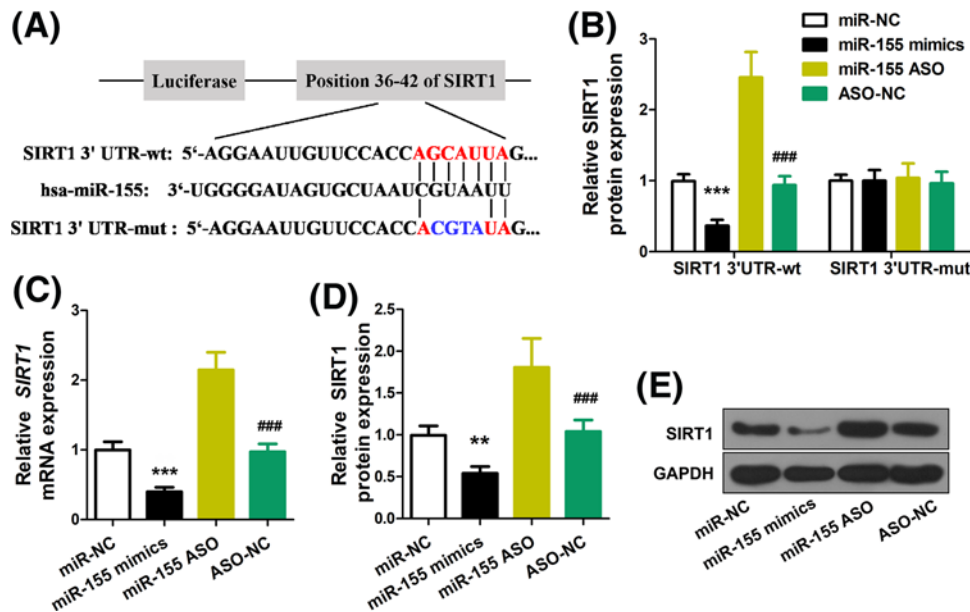 (A)
Luciferase
Position 36-42 of SIRT1
SIRT1 3' UTR-wt: 5‘-AGGAAUUGUUCCACCAGCAUUAG...
hsa-miR-155: 3‘-UGGGGAUAGUGCUAAUCGUAAUU
SIRT1 3' UTR-mut : 5‘-AGGAAUUGUUCCACCACGTAUAG...
(B)
Relative SIRT1
protein expression
3
2
1
0
miR-NC
miR-155 mimics
miR-155 ASO
ASO-NC
***
###
SIRT1 3'UTR-wt
SIRT1 3'UTR-mut
(C)
Relative SIRT1
mRNA expression
3
2
1
0
***
###
miR-NC
miR-155 mimics
miR-155 ASO
ASO-NC
(D)
Relative SIRT1
protein expression
2.5
2.0
1.5
1.0
0.5
0.0
**
###
miR-NC
miR-155 mimics
miR-155 ASO
ASO-NC
(E)
SIRT1
GAPDH
miR-NC
miR-155 mimics
miR-155 ASO
ASO-NC